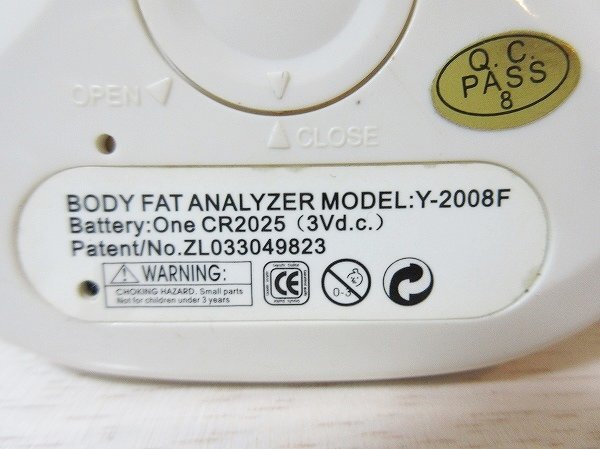 Q.C.
PASS
8
OPEN
CLOSE
BODY FAT ANALYZER MODEL:Y-2008F
Battery:One CR2025（3Vd.c.）
Patent/No.ZL033049823
WARNING:
CHOKING HAZARD. Small parts
Not for children under 3 years
CE
0-3